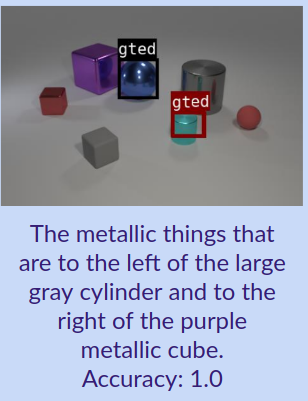 gted
gted
The metallic things that
are to the left of the large
gray cylinder and to the
right of the purple
metallic cube.
Accuracy: 1.0